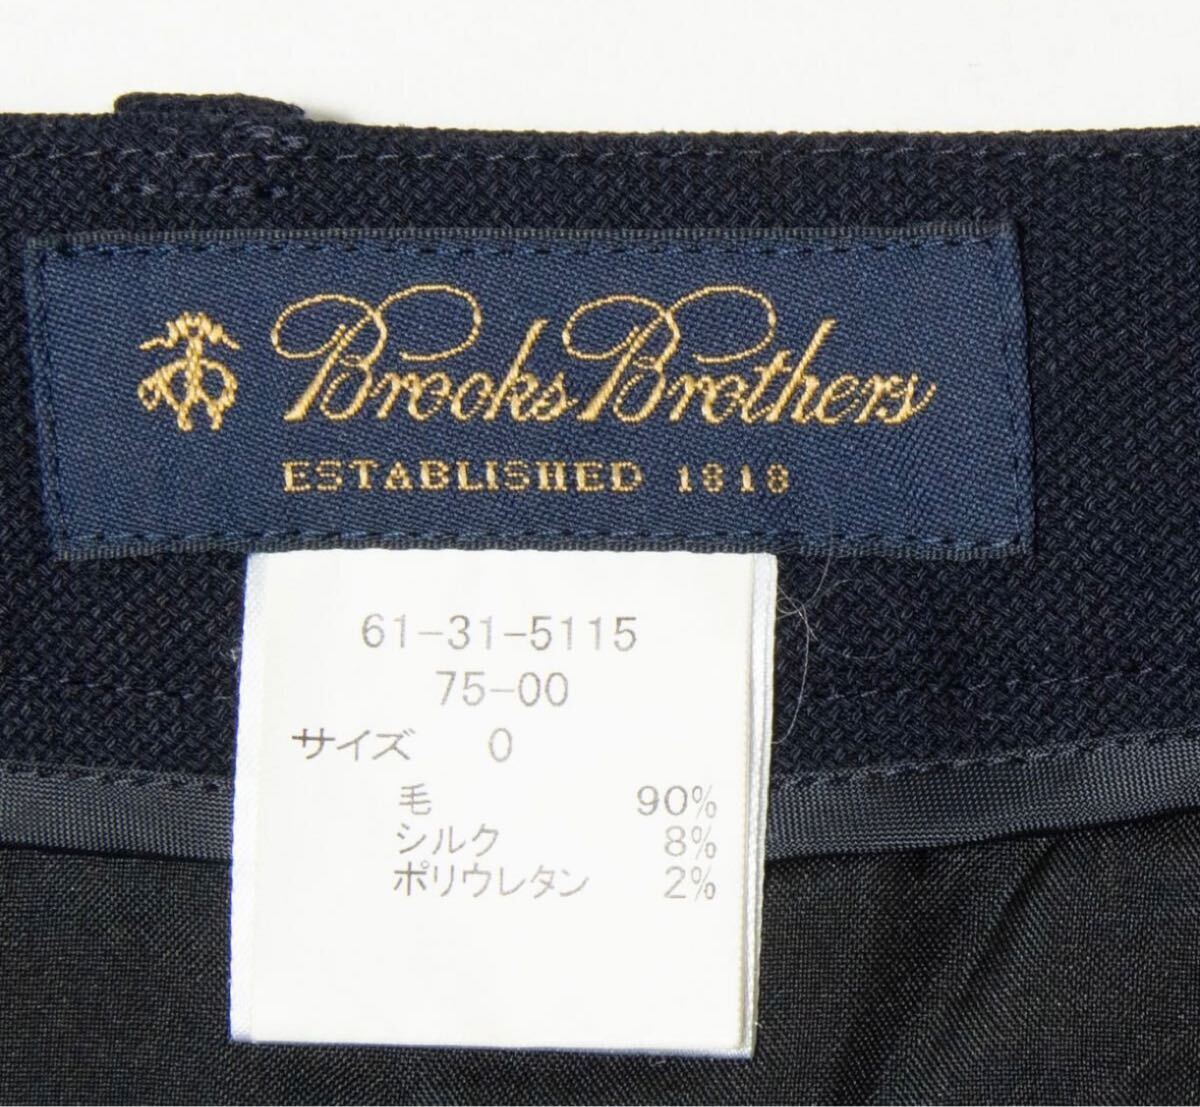 Brooks Brothers
ESTABLISHED 1818
61-31-5115
75-00
サイズ 0
毛 90%
シルク 8%
ポリウレタン 2%